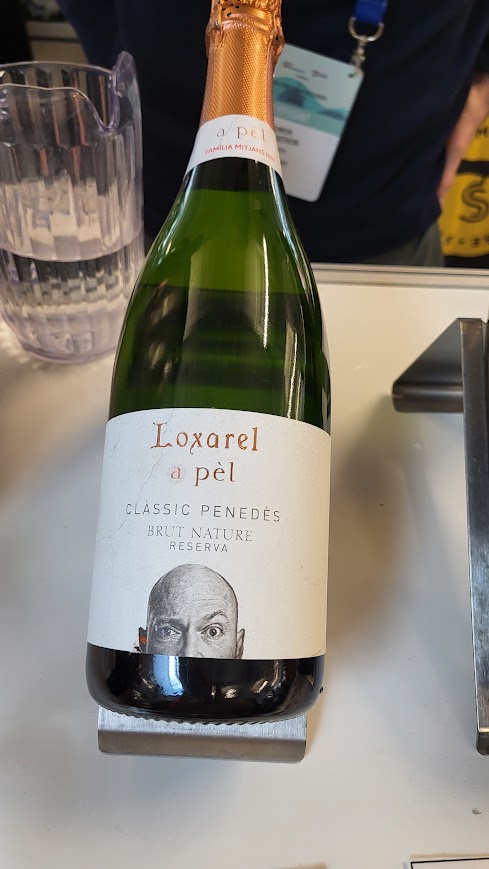 a pèl
FAMÍLIA MITJANS
Loxarel
a pèl
CLÀSSIC PENEDÈS
BRUT NATURE
RESERVA
S